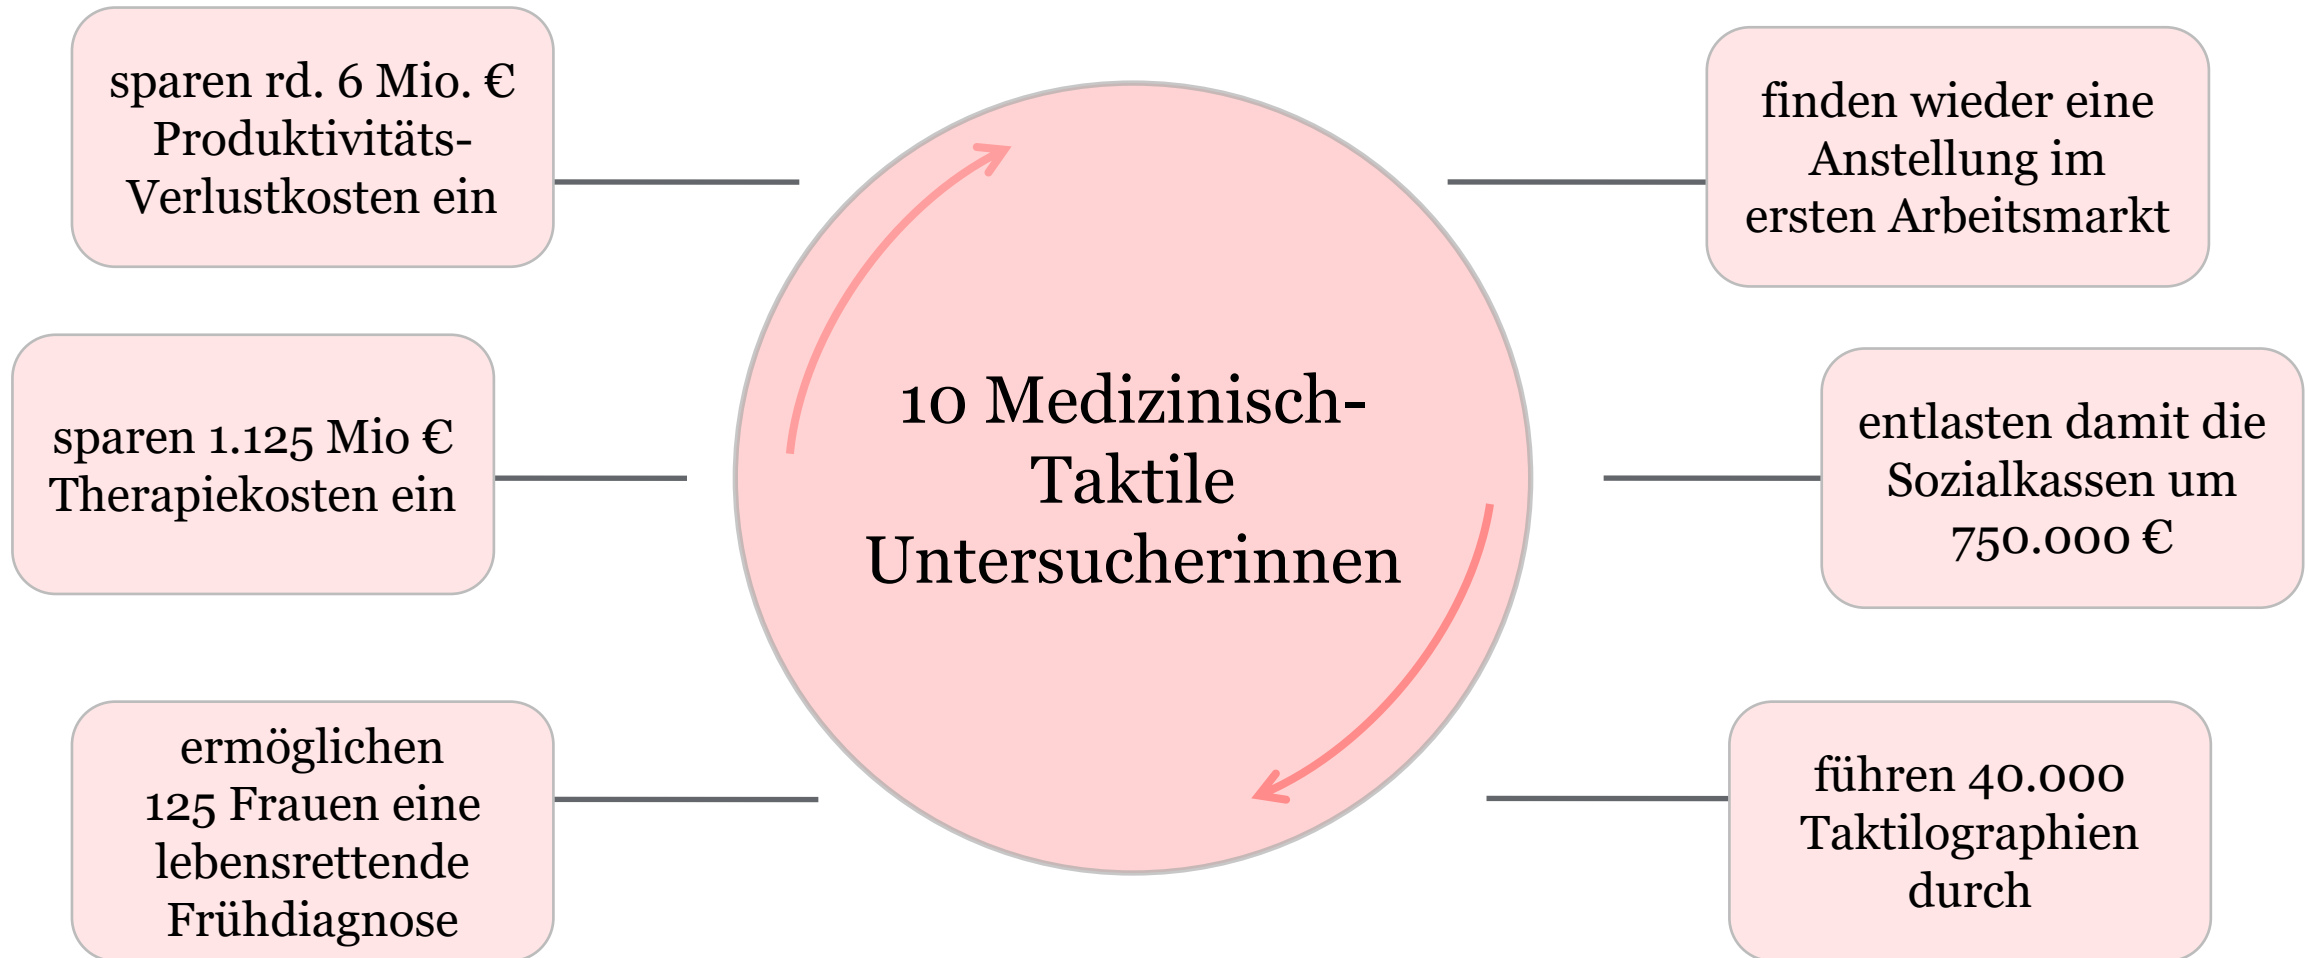 sparen rd. 6 Mio. €
Produktivitäts-
Verlustkosten ein
finden wieder eine
Anstellung im
ersten Arbeitsmarkt
sparen 1.125 Mio €
Therapiekosten ein
10 Medizinisch-
Taktile
Untersucherinnen
entlasten damit die
Sozialkassen um
750.000 €
ermöglichen
125 Frauen eine
lebensrettende
Frühdiagnose
führen 40.000
Taktilographien
durch